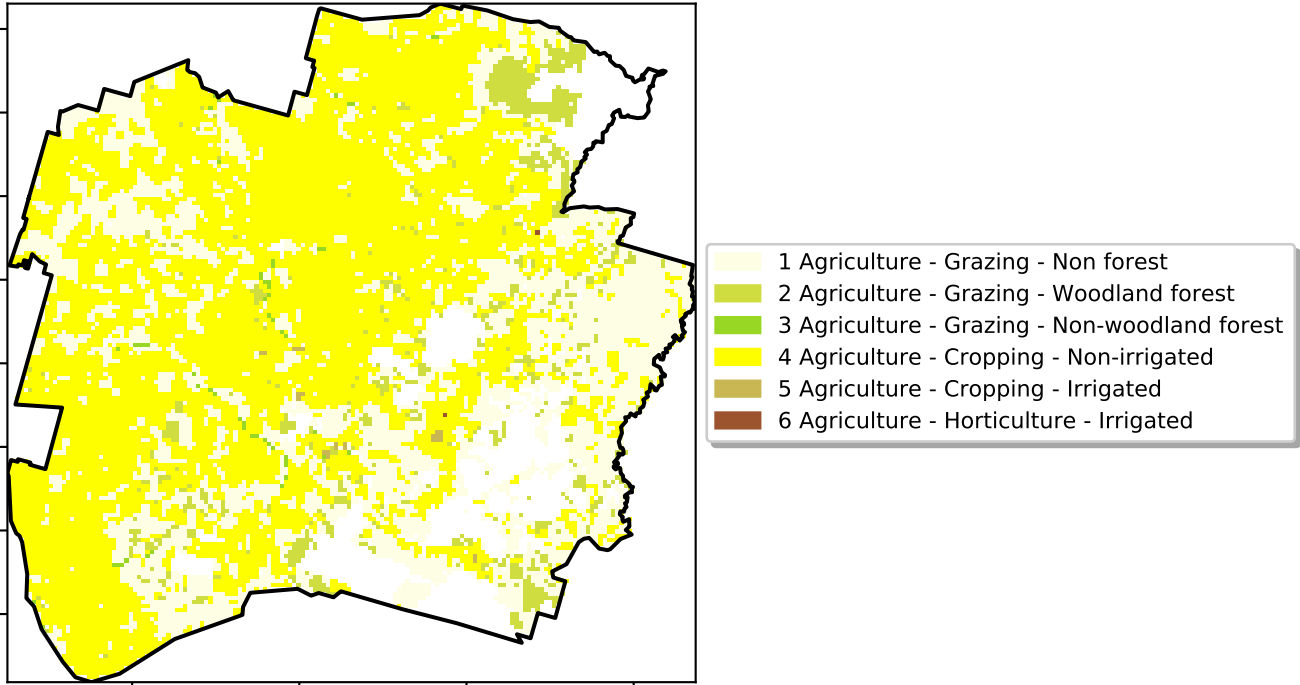 1 Agriculture - Grazing - Non forest
2 Agriculture - Grazing - Woodland forest
3 Agriculture - Grazing - Non-woodland forest
4 Agriculture - Cropping - Non-irrigated
5 Agriculture - Cropping - Irrigated
6 Agriculture - Horticulture - Irrigated